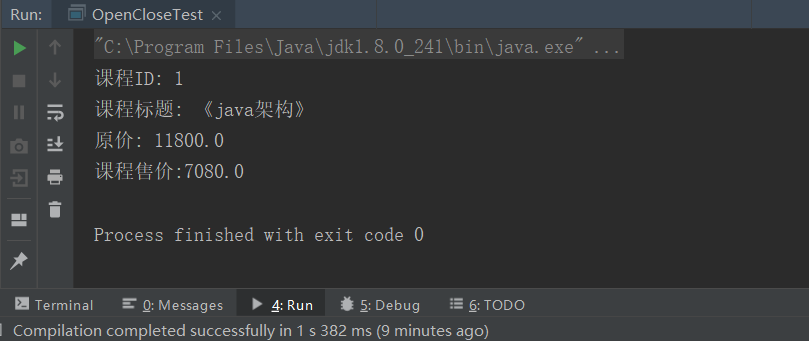 Run: OpenCloseTest ×
"C:\Program Files\Java\jdk1.8.0_241\bin\java.exe" ...
课程ID: 1
课程标题: 《java架构》
原价: 11800.0
课程售价:7080.0
Process finished with exit code 0
Terminal 0: Messages 4: Run 5: Debug 6: TODO
Compilation completed successfully in 1 s 382 ms (9 minutes ago)